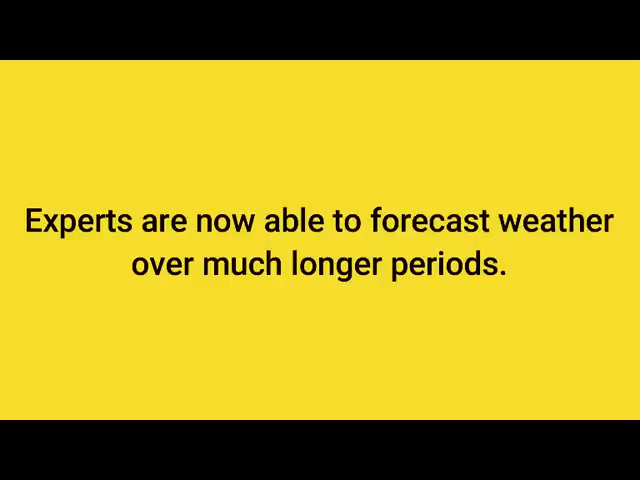 Experts are now able to forecast weather
over much longer periods.